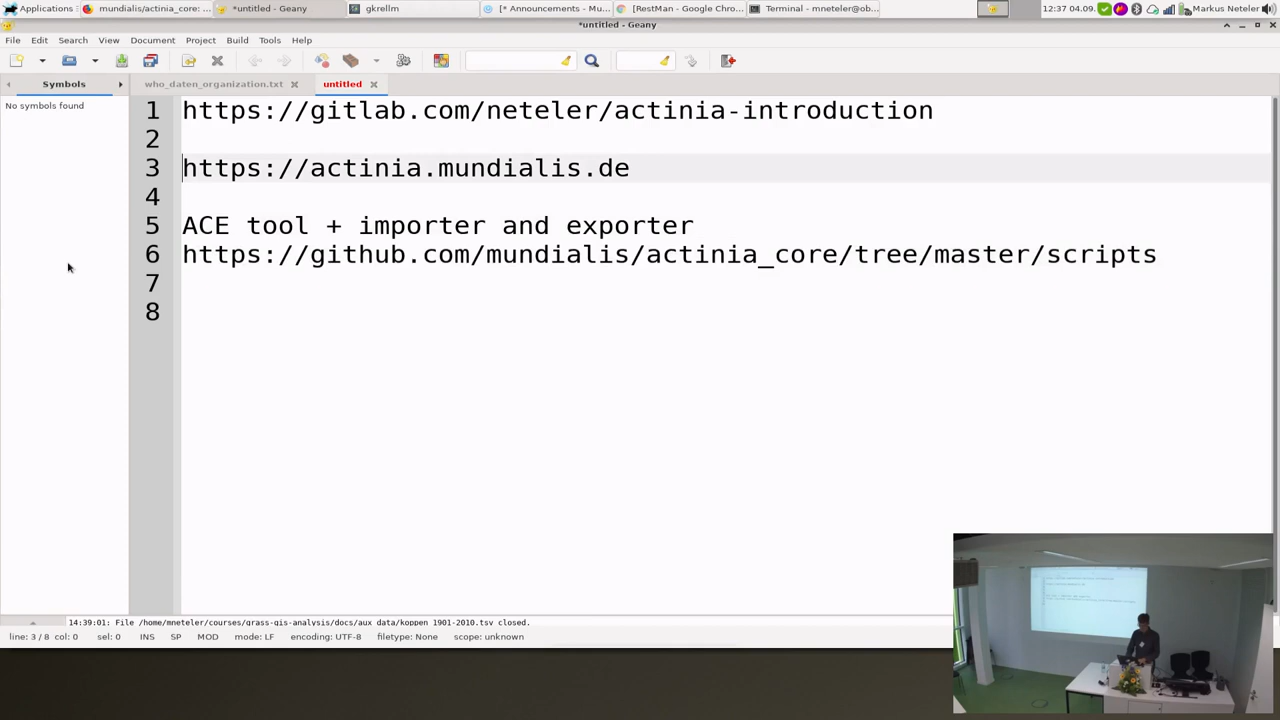 Applications
mundialis/actinia_core: ...
*untitled - Geany
gkrellm
[* Announcements - Mu...
[RestMan - Google Chro...
Terminal - mneteler@ob...
12:37 04.09.
Markus Neteler
*untitled - Geany
File Edit Search View Document Project Build Tools Help
Symbols
who_daten_organization.txt
untitled
No symbols found
1 https://gitlab.com/neteler/actinia-introduction
2
3 https://actinia.mundialis.de
4
5 ACE tool + importer and exporter
6 https://github.com/mundialis/actinia_core/tree/master/scripts
7
8
14:39:01: File /home/mneteler/courses/grass-gis-analysis/docs/aux data/koppen 1901-2010.tsv closed.
line: 3 / 8 col: 0 sel: 0 INS SP MOD mode: LF encoding: UTF-8 filetype: None scope: unknown